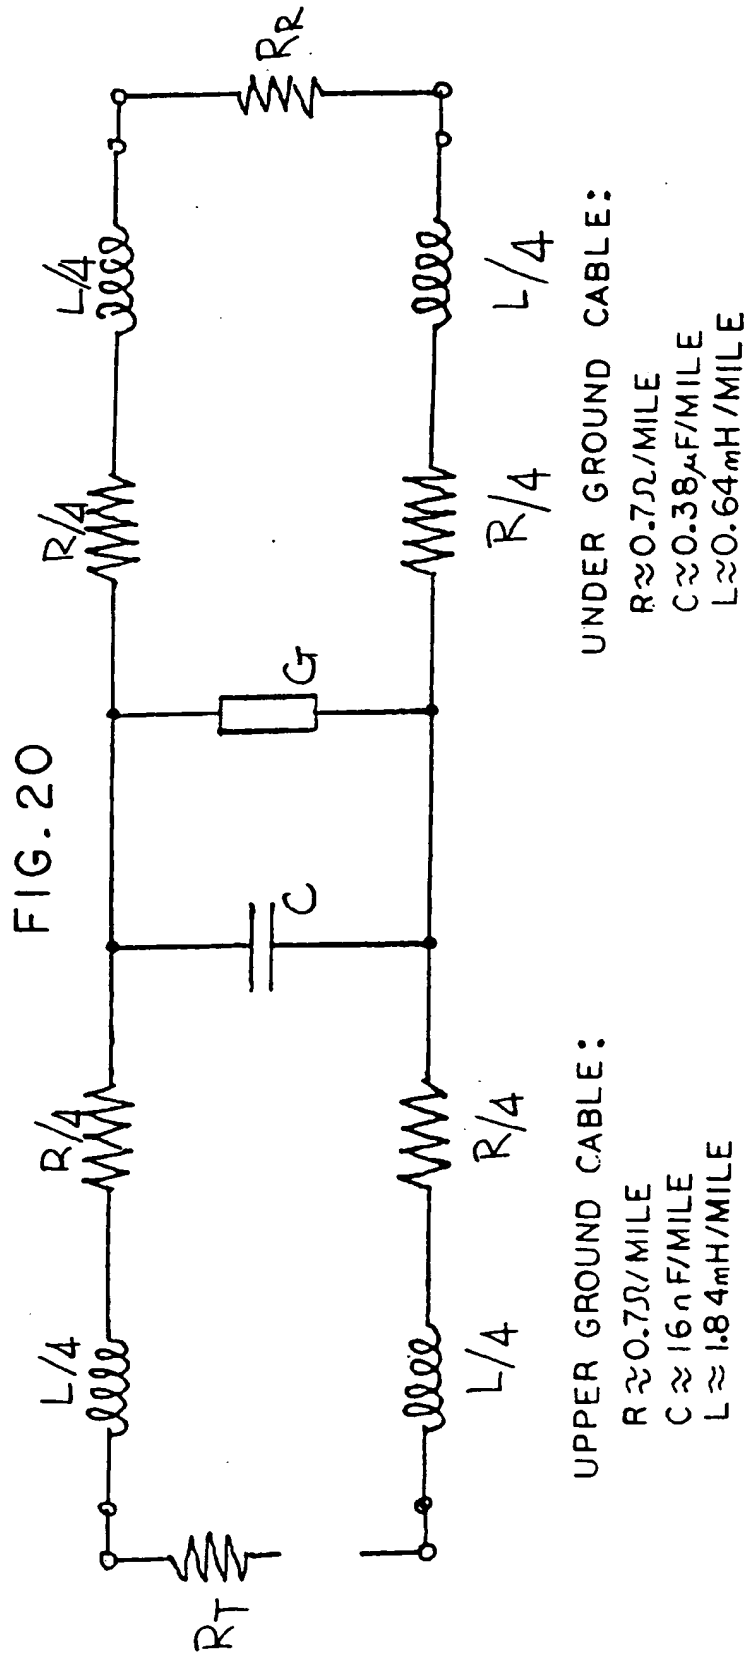 FIG. 20
L/4
R/4
R/4
L/4
RT
C
G
RR
L/4
R/4
R/4
L/4
UPPER GROUND CABLE:
R≈0.7Ω/MILE
C≈16nF/MILE
L≈1.84mH/MILE
UNDER GROUND CABLE:
R≈0.7Ω/MILE
C≈0.38μF/MILE
L≈0.64mH/MILE